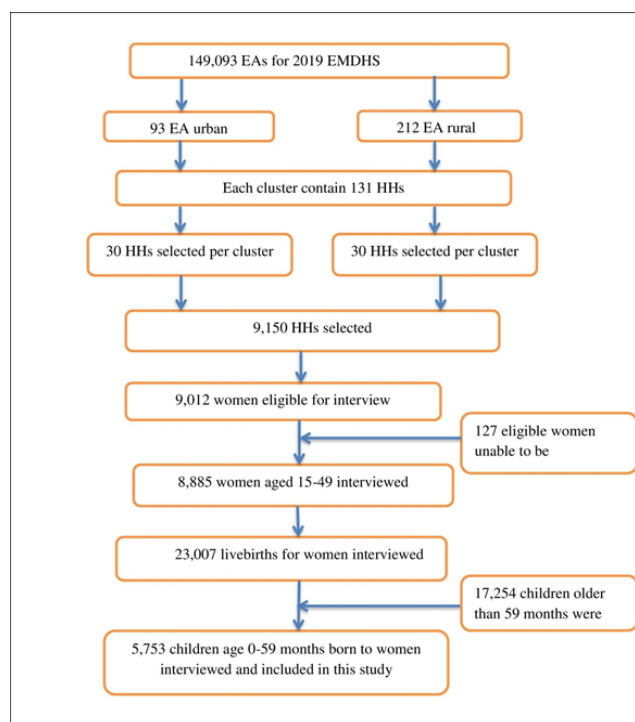 149,093 EAs for 2019 EMDHS
93 EA urban
212 EA rural
Each cluster contain 131 HHs
30 HHs selected per cluster
30 HHs selected per cluster
9,150 HHs selected
9,012 women eligible for interview
127 eligible women
unable to be
8,885 women aged 15-49 interviewed
23,007 livebirths for women interviewed
17,254 children older
than 59 months were
5,753 children age 0-59 months born to women
interviewed and included in this study